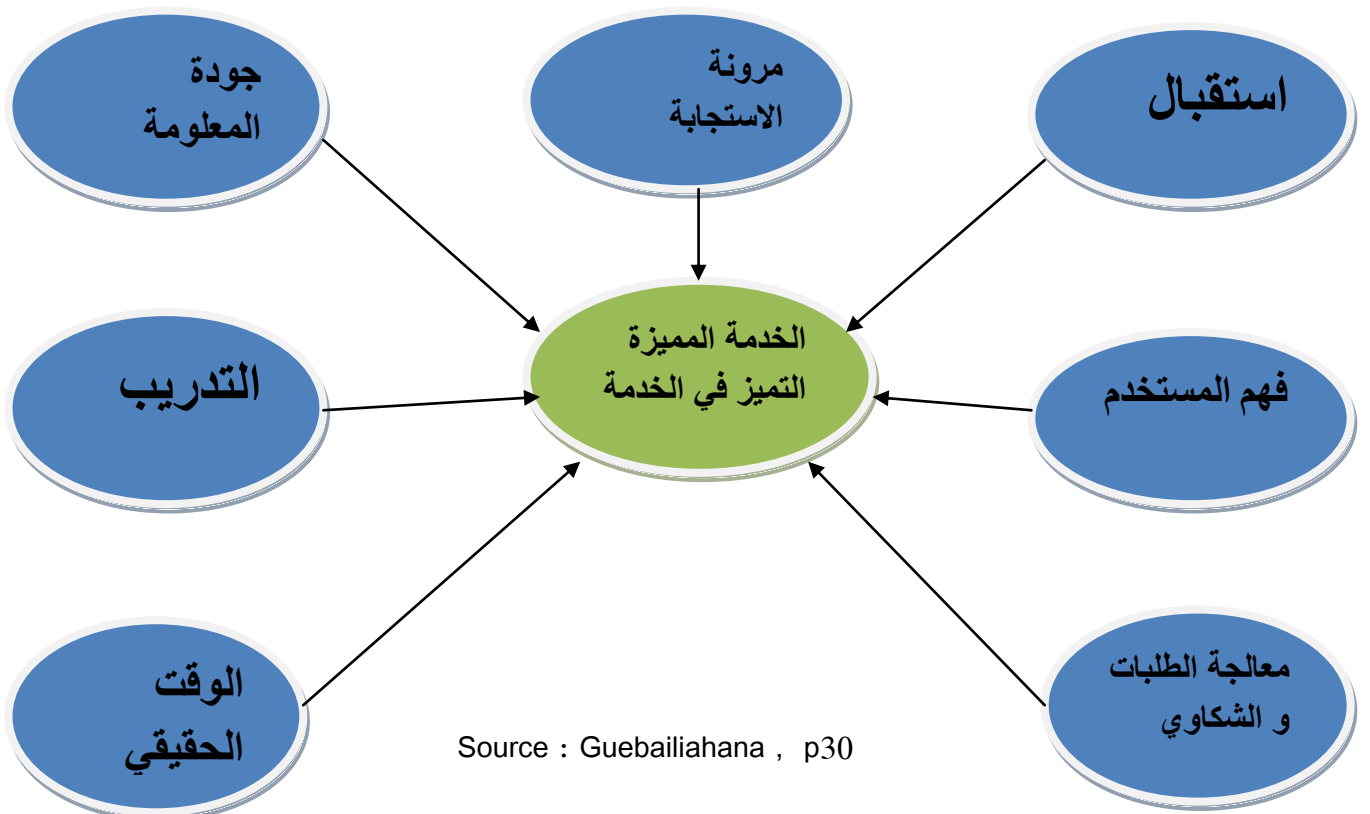 استقبال
مرونة
الاستجابة
جودة
المعلومة
الخدمة المميزة
التميز في الخدمة
فهم المستخدم
التدريب
معالجة الطلبات
و الشكاوي
الوقت
الحقيقي
Source : Guebailiahana , p30